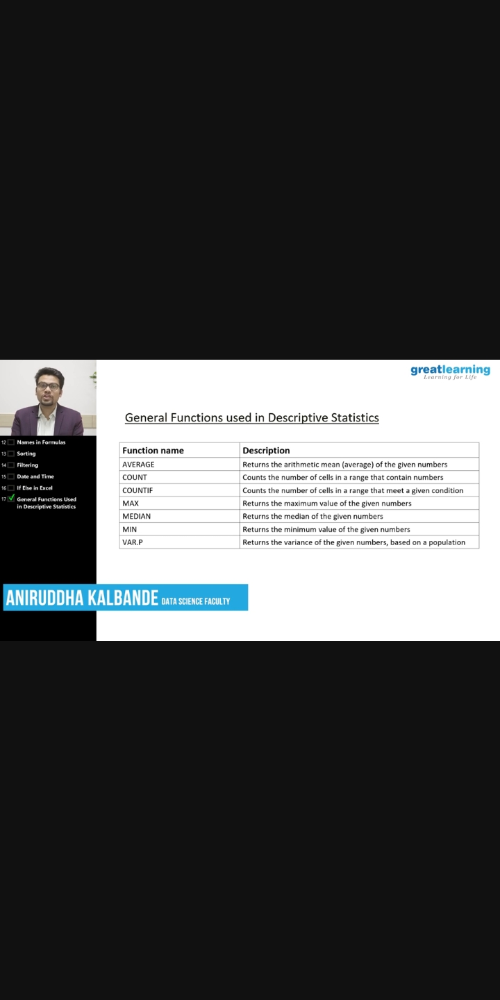 greatlearning
Learning for Life
General Functions used in Descriptive Statistics
Function name Description
AVERAGE Returns the arithmetic mean (average) of the given numbers
COUNT Counts the number of cells in a range that contain numbers
COUNTIF Counts the number of cells in a range that meet a given condition
MAX Returns the maximum value of the given numbers
MEDIAN Returns the median of the given numbers
MIN Returns the minimum value of the given numbers
VAR.P Returns the variance of the given numbers, based on a population
12 Names in Formulas
13 Sorting
14 Filtering
15 Date and Time
16 If Else in Excel
17 General Functions Used
in Descriptive Statistics
ANIRUDDHA KALBANDE DATA SCIENCE FACULTY